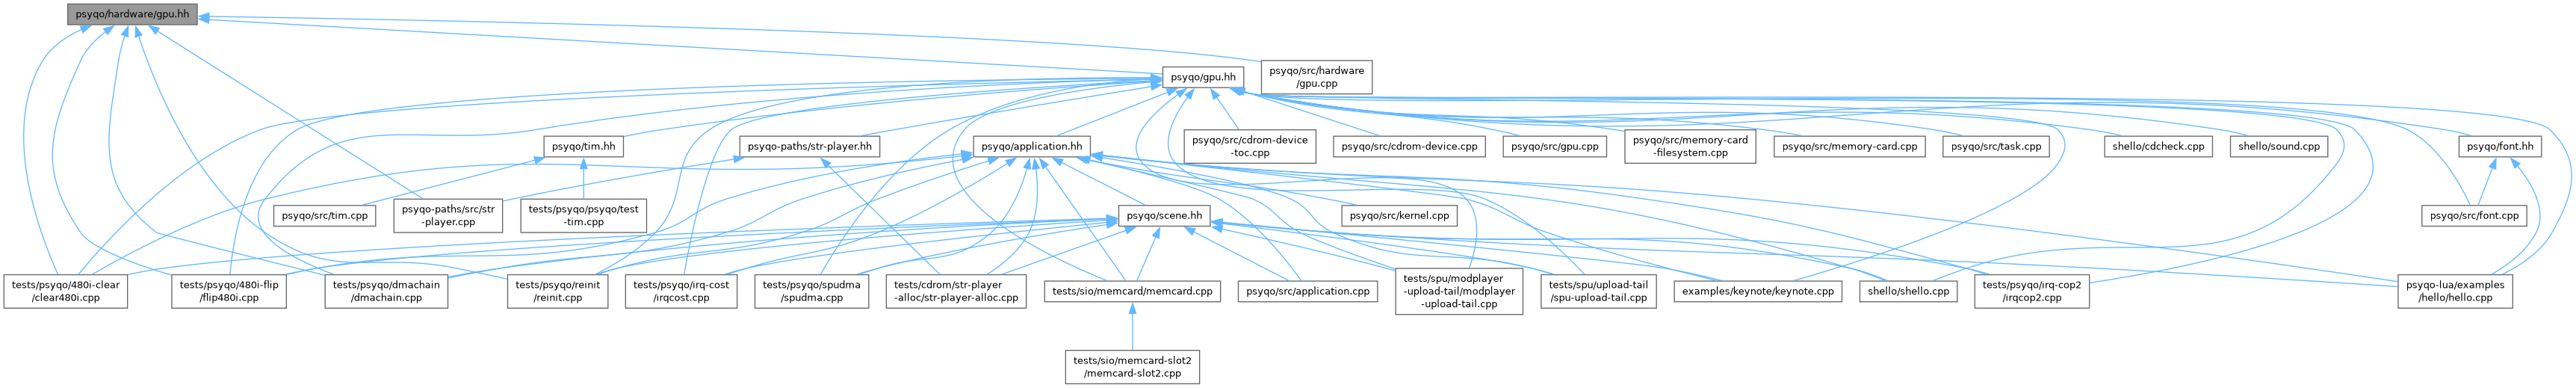 psyqo/hardware/gpu.hh
psyqo/gpu.hh
psyqo/src/hardware
/gpu.cpp
psyqo/tim.hh
psyqo-paths/str-player.hh
psyqo/application.hh
psyqo/src/cdrom-device
-toc.cpp
psyqo/src/cdrom-device.cpp
psyqo/src/gpu.cpp
psyqo/src/memory-card
-filesystem.cpp
psyqo/src/memory-card.cpp
psyqo/src/task.cpp
shello/cdcheck.cpp
shello/sound.cpp
psyqo/font.hh
psyqo/src/tim.cpp
psyqo-paths/src/str
-player.cpp
tests/psyqo/psyqo/test
-tim.cpp
psyqo/scene.hh
psyqo/src/kernel.cpp
psyqo/src/font.cpp
tests/psyqo/480i-clear
/clear480i.cpp
tests/psyqo/480i-flip
/flip480i.cpp
tests/psyqo/dmachain
/dmachain.cpp
tests/psyqo/reinit
/reinit.cpp
tests/psyqo/irq-cost
/irqcost.cpp
tests/psyqo/spudma
/spudma.cpp
tests/cdrom/str-player
-alloc/str-player-alloc.cpp
tests/sio/memcard/memcard.cpp
psyqo/src/application.cpp
tests/spu/modplayer
-upload-tail/modplayer
-upload-tail.cpp
tests/spu/upload-tail
/spu-upload-tail.cpp
examples/keynote/keynote.cpp
shello/shello.cpp
tests/psyqo/irq-cop2
/irqcop2.cpp
psyqo-lua/examples
/hello/hello.cpp
tests/sio/memcard-slot2
/memcard-slot2.cpp